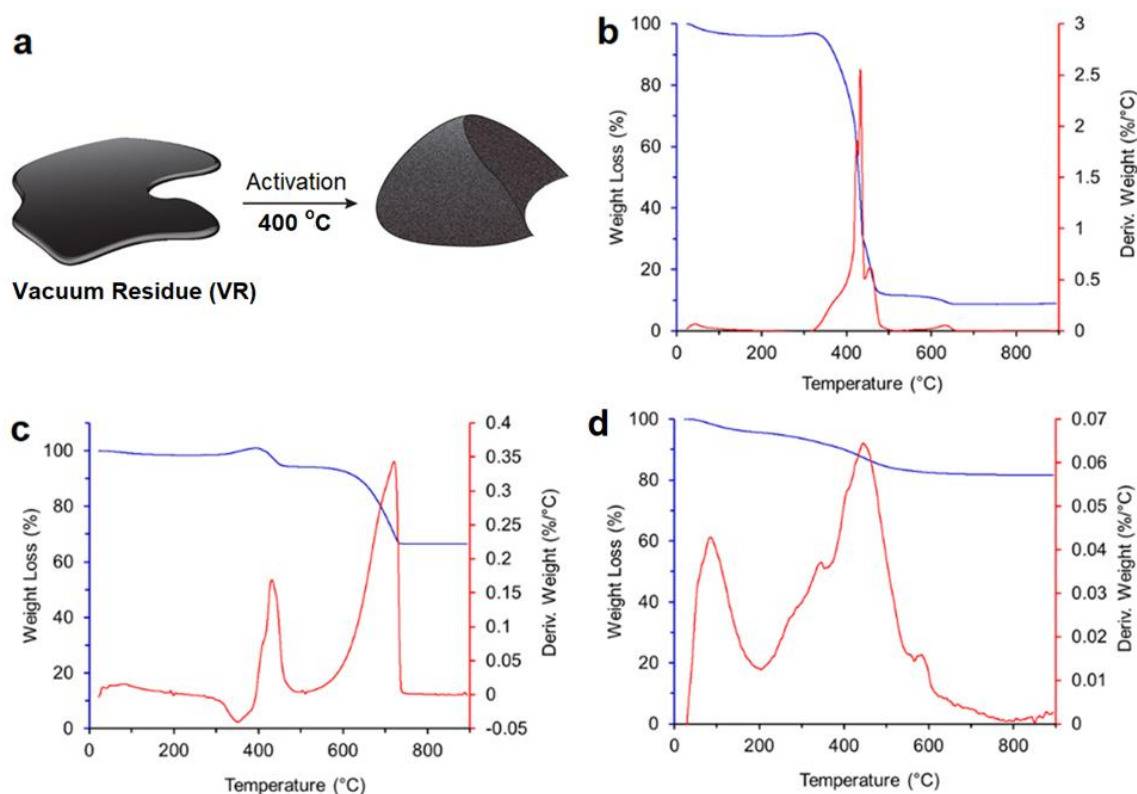 a
Activation
400 °C
Vacuum Residue (VR)
b
100
80
60
40
20
0
Weight Loss (%)
3
2.5
2
1.5
1
0.5
0
Deriv. Weight (%/°C)
0 200 400 600 800
Temperature (°C)
c
100
80
60
40
20
0
Weight Loss (%)
0.4
0.35
0.3
0.25
0.2
0.15
0.1
0.05
0
-0.05
Deriv. Weight (%/°C)
0 200 400 600 800
Temperature (°C)
d
100
80
60
40
20
0
Weight Loss (%)
0.07
0.06
0.05
0.04
0.03
0.02
0.01
0
Deriv. Weight (%/°C)
0 200 400 600 800
Temperature (°C)